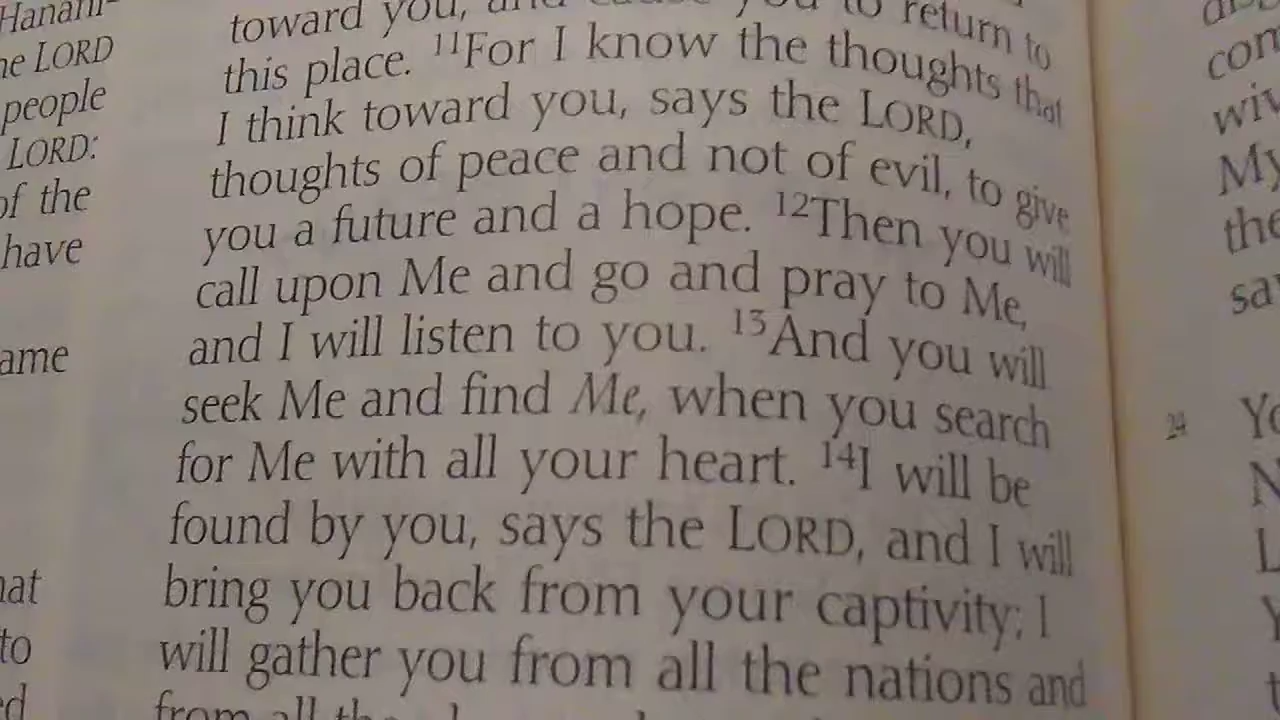 Hanani-
he LORD
people
LORD:
of the
have
ame
hat
to
ed
toward you, and cause you to return to
this place. 11For I know the thoughts that
I think toward you, says the LORD,
thoughts of peace and not of evil, to give
you a future and a hope. 12Then you will
call upon Me and go and pray to Me,
and I will listen to you. 13And you will
seek Me and find Me, when you search
for Me with all your heart. 14I will be
found by you, says the LORD, and I will
bring you back from your captivity; I
will gather you from all the nations and
from all the
con
wiv
My
the
sa
24 Yo
N
L
Y
t